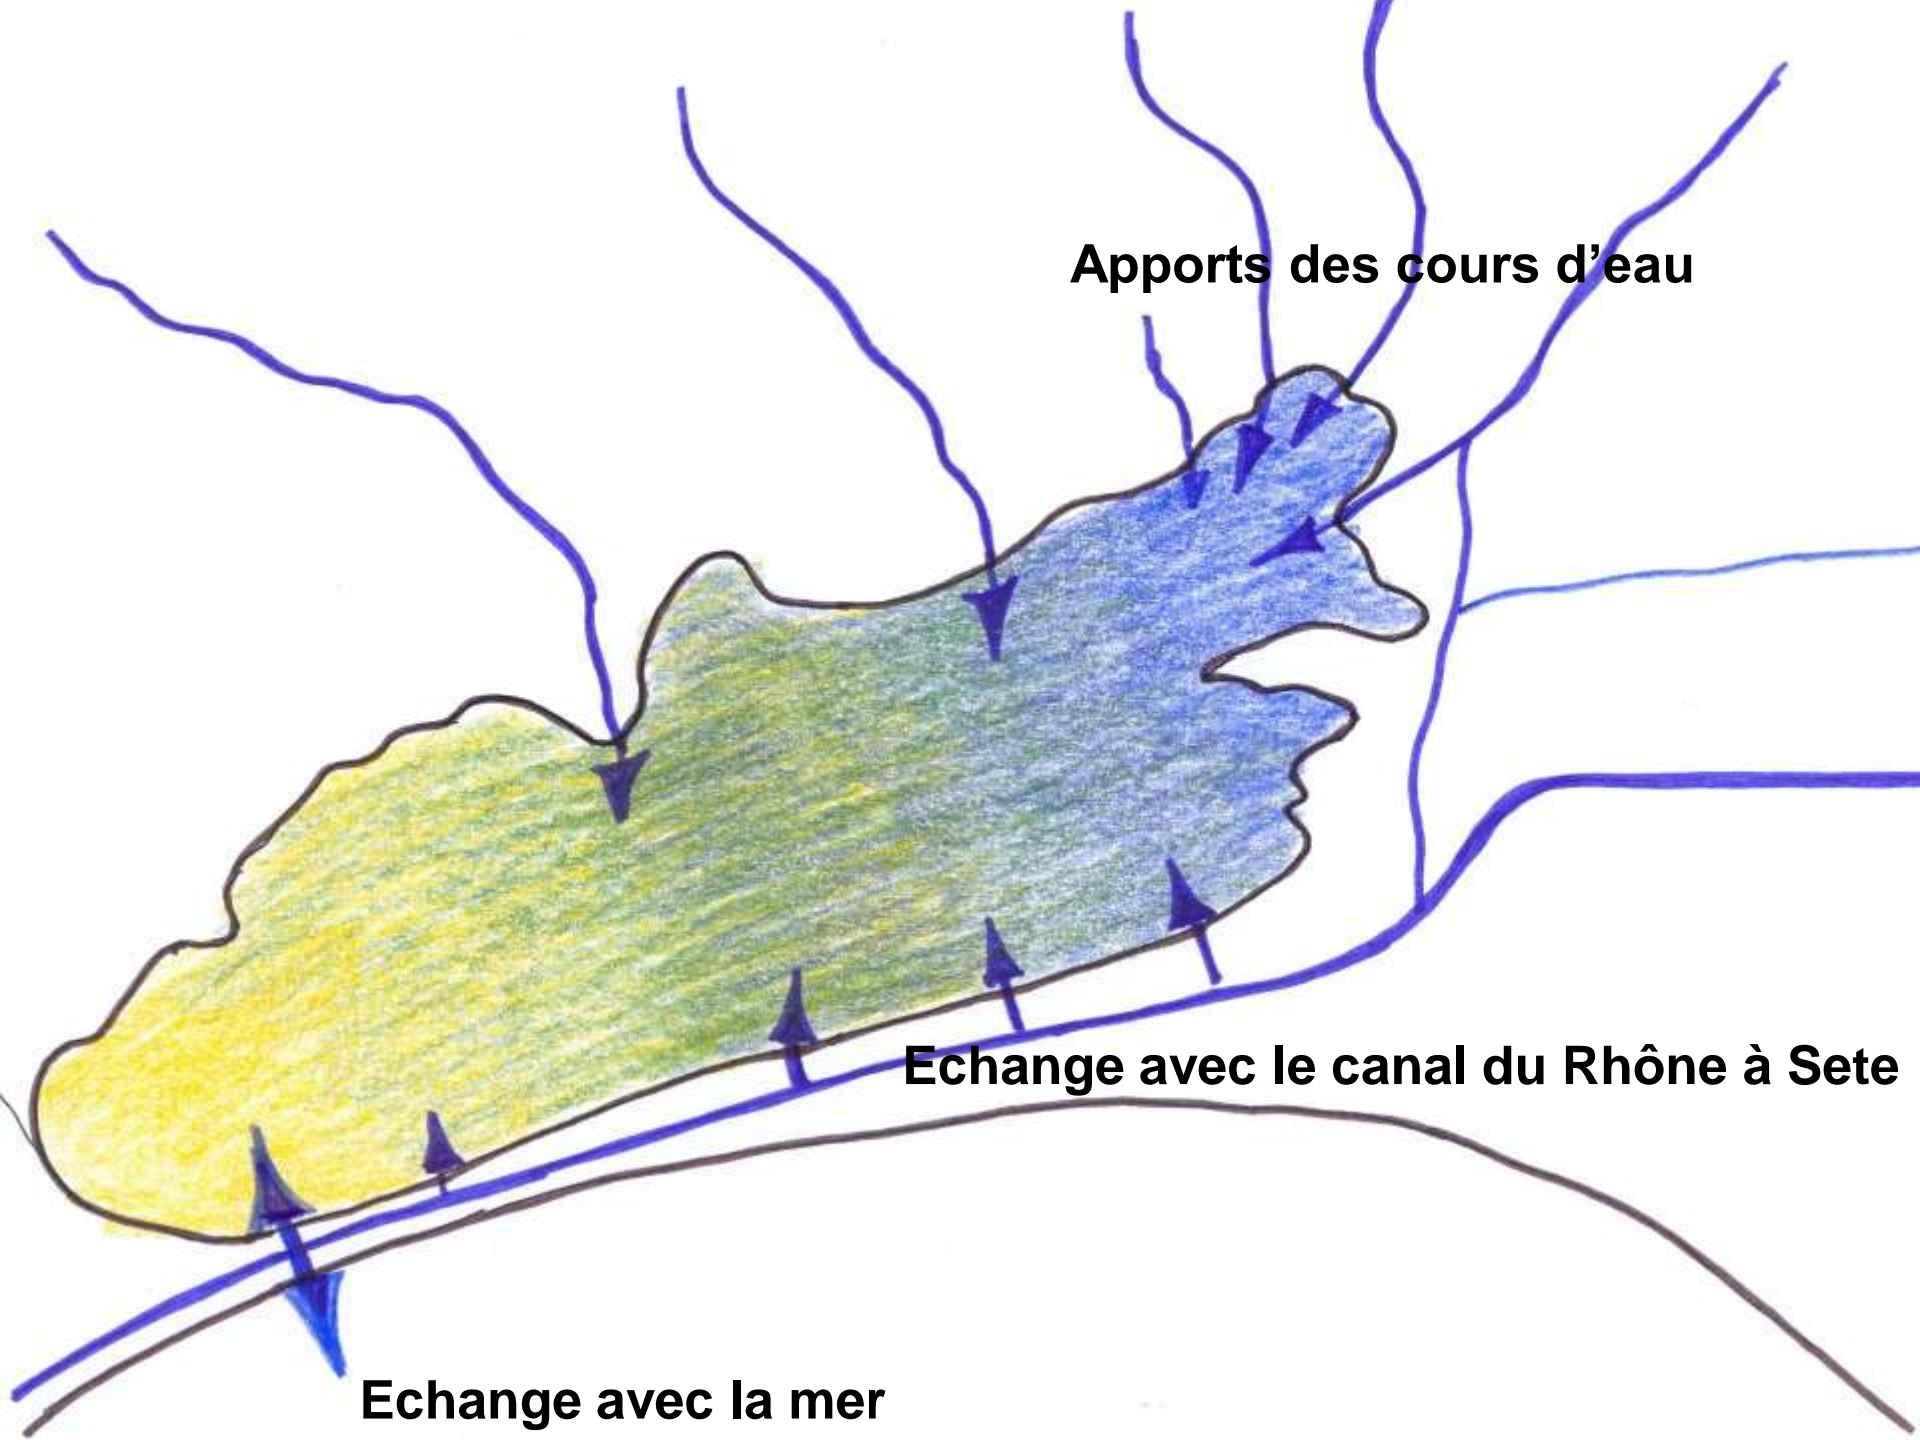 Apports des cours d’eau
Echange avec le canal du Rhône à Sete
Echange avec la mer